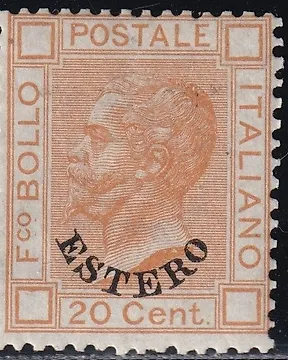 POSTALE
Fco BOLLO
ITALIANO
ESTERO
20 Cent.